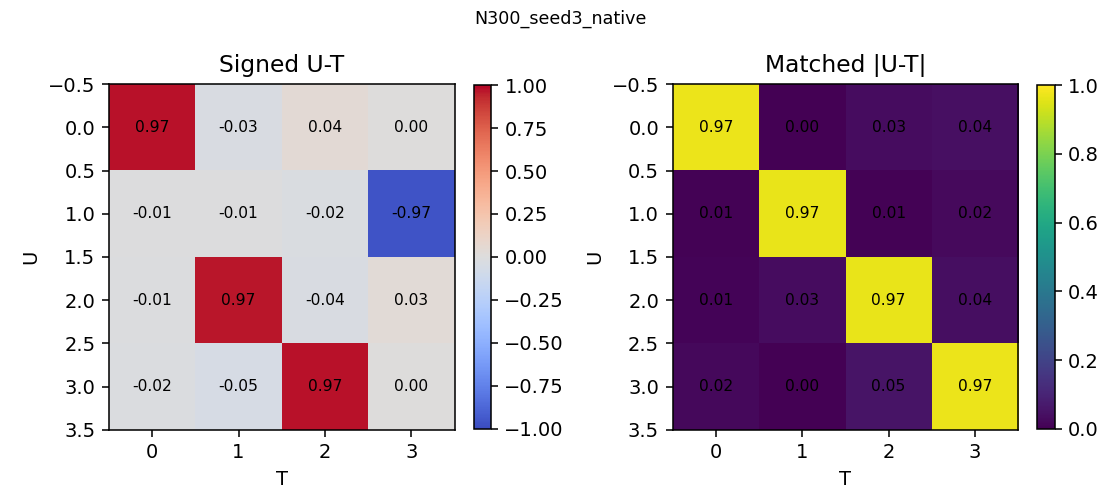 N300_seed3_native
Signed U-T
Matched |U-T|
−0.5
0.0
0.5
1.0
1.5
2.0
2.5
3.0
3.5
U
0.97 -0.03 0.04 0.00
-0.01 -0.01 -0.02 -0.97
-0.01 0.97 -0.04 0.03
-0.02 -0.05 0.97 0.00
0 1 2 3
T
1.00
0.75
0.50
0.25
0.00
−0.25
−0.50
−0.75
−1.00
−0.5
0.0
0.5
1.0
1.5
2.0
2.5
3.0
3.5
U
0.97 0.00 0.03 0.04
0.01 0.97 0.01 0.02
0.01 0.03 0.97 0.04
0.02 0.00 0.05 0.97
0 1 2 3
T
1.0
0.8
0.6
0.4
0.2
0.0